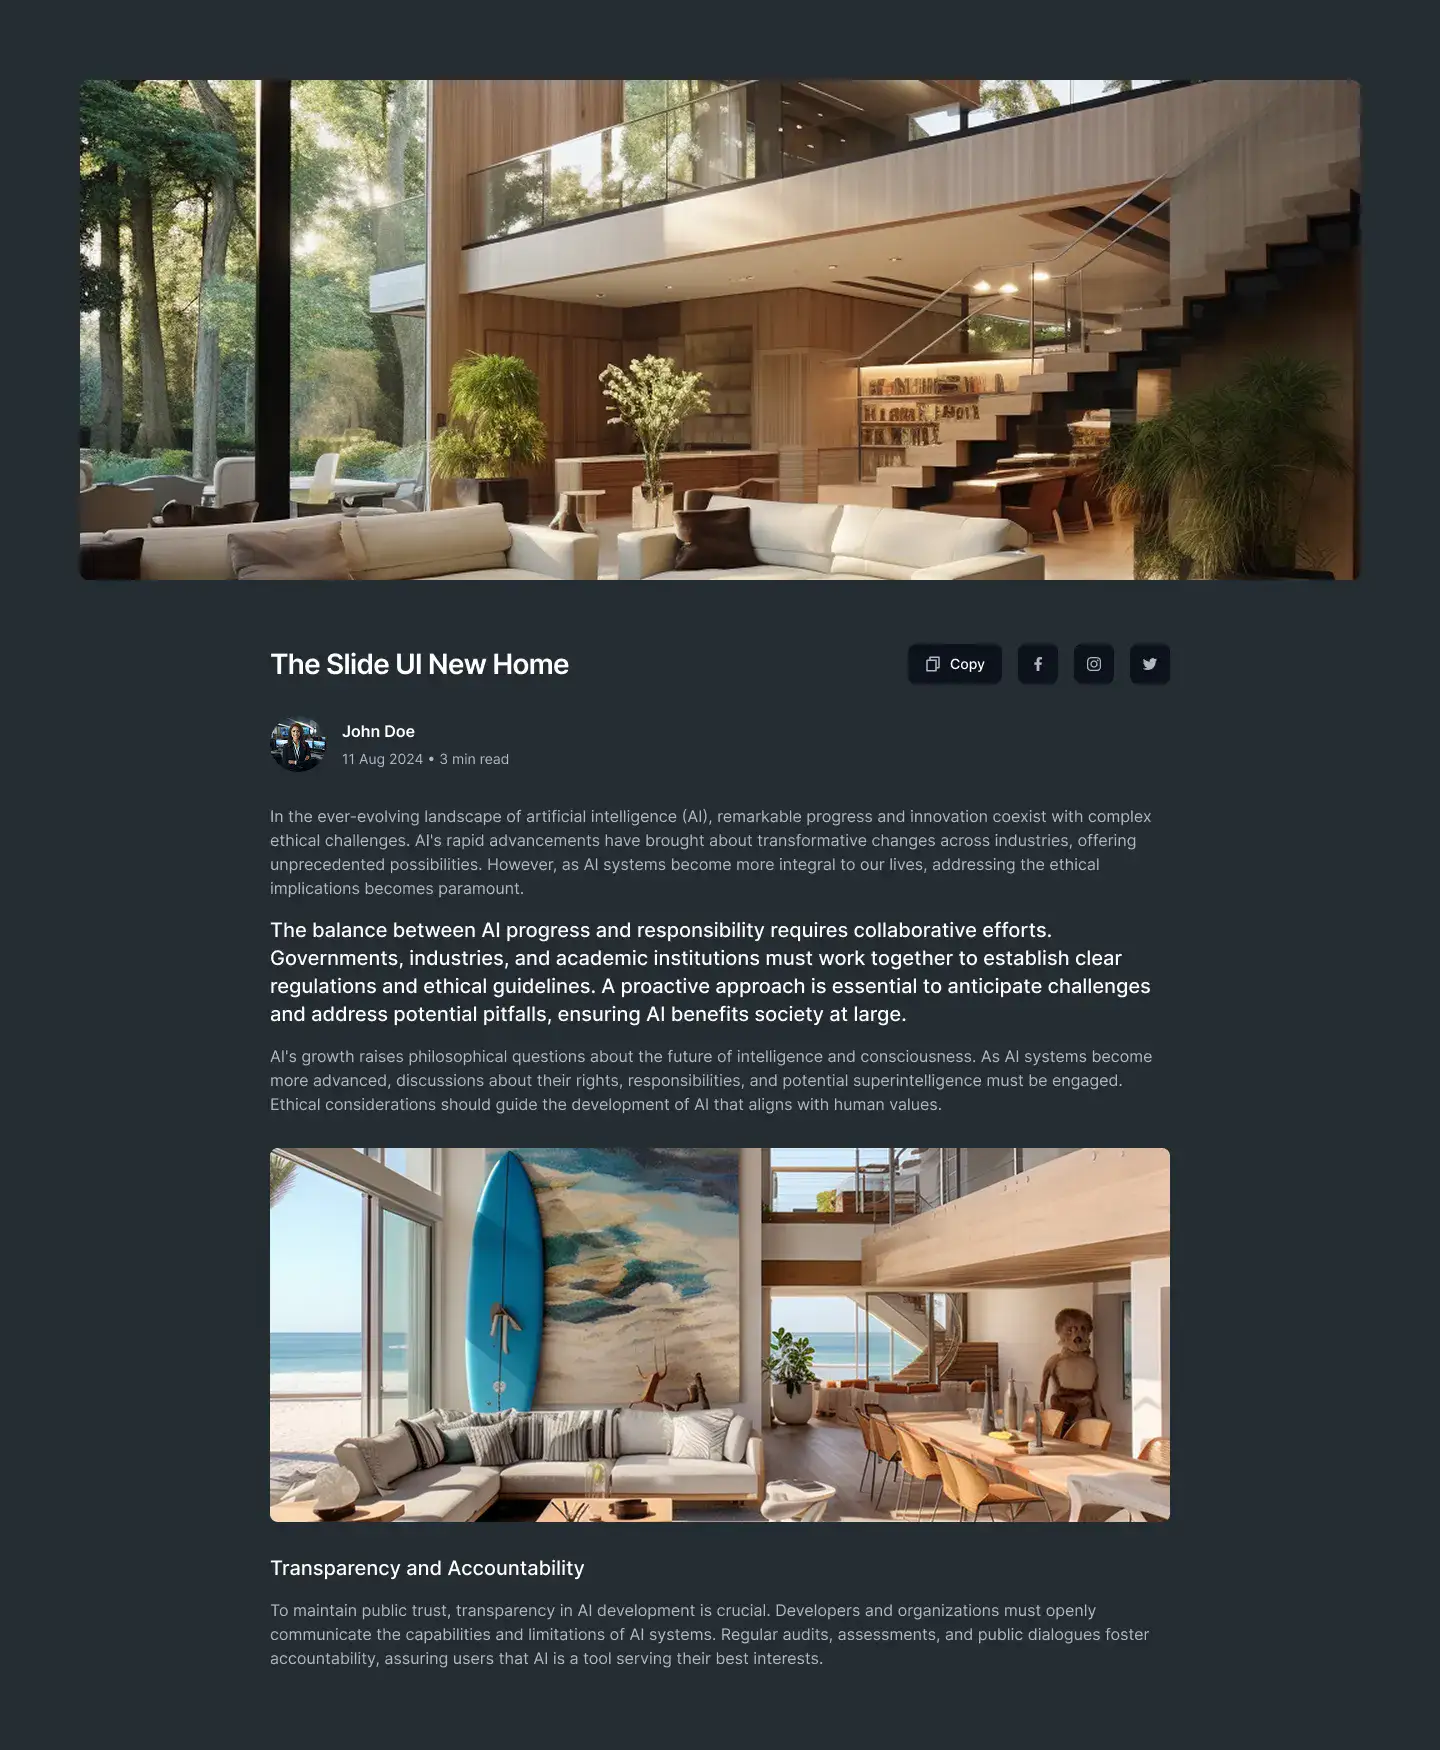 The Slide UI New Home
Copy
John Doe
11 Aug 2024 • 3 min read
In the ever-evolving landscape of artificial intelligence (AI), remarkable progress and innovation coexist with complex
ethical challenges. AI's rapid advancements have brought about transformative changes across industries, offering
unprecedented possibilities. However, as AI systems become more integral to our lives, addressing the ethical
implications becomes paramount.
The balance between AI progress and responsibility requires collaborative efforts.
Governments, industries, and academic institutions must work together to establish clear
regulations and ethical guidelines. A proactive approach is essential to anticipate challenges
and address potential pitfalls, ensuring AI benefits society at large.
AI's growth raises philosophical questions about the future of intelligence and consciousness. As AI systems become
more advanced, discussions about their rights, responsibilities, and potential superintelligence must be engaged.
Ethical considerations should guide the development of AI that aligns with human values.
Transparency and Accountability
To maintain public trust, transparency in AI development is crucial. Developers and organizations must openly
communicate the capabilities and limitations of AI systems. Regular audits, assessments, and public dialogues foster
accountability, assuring users that AI is a tool serving their best interests.